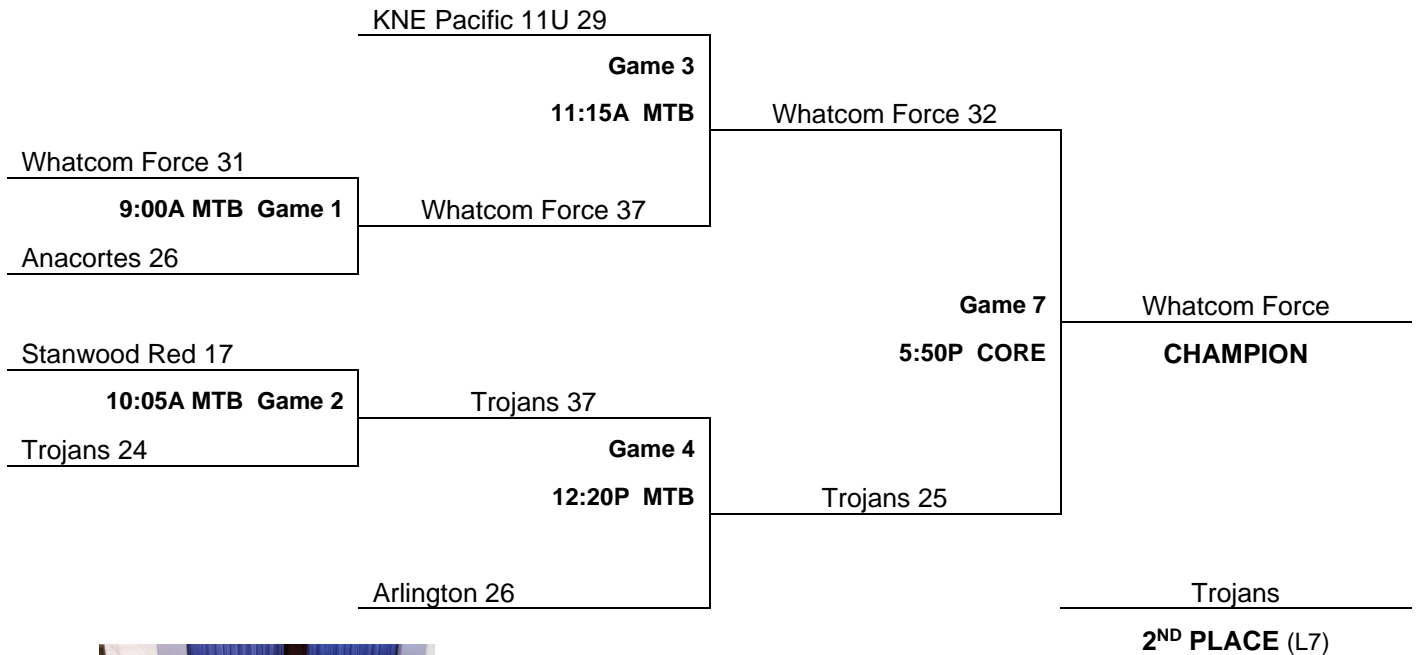 KNE Pacific 11U 29
Game 3
11:15A MTB
Whatcom Force 32
Whatcom Force 31
9:00A MTB Game 1
Whatcom Force 37
Anacortes 26
Game 7
Whatcom Force
Stanwood Red 17
5:50P CORE
CHAMPION
10:05A MTB Game 2
Trojans 37
Trojans 24
Game 4
12:20P MTB
Trojans 25
Arlington 26
Trojans
2ND PLACE (L7)